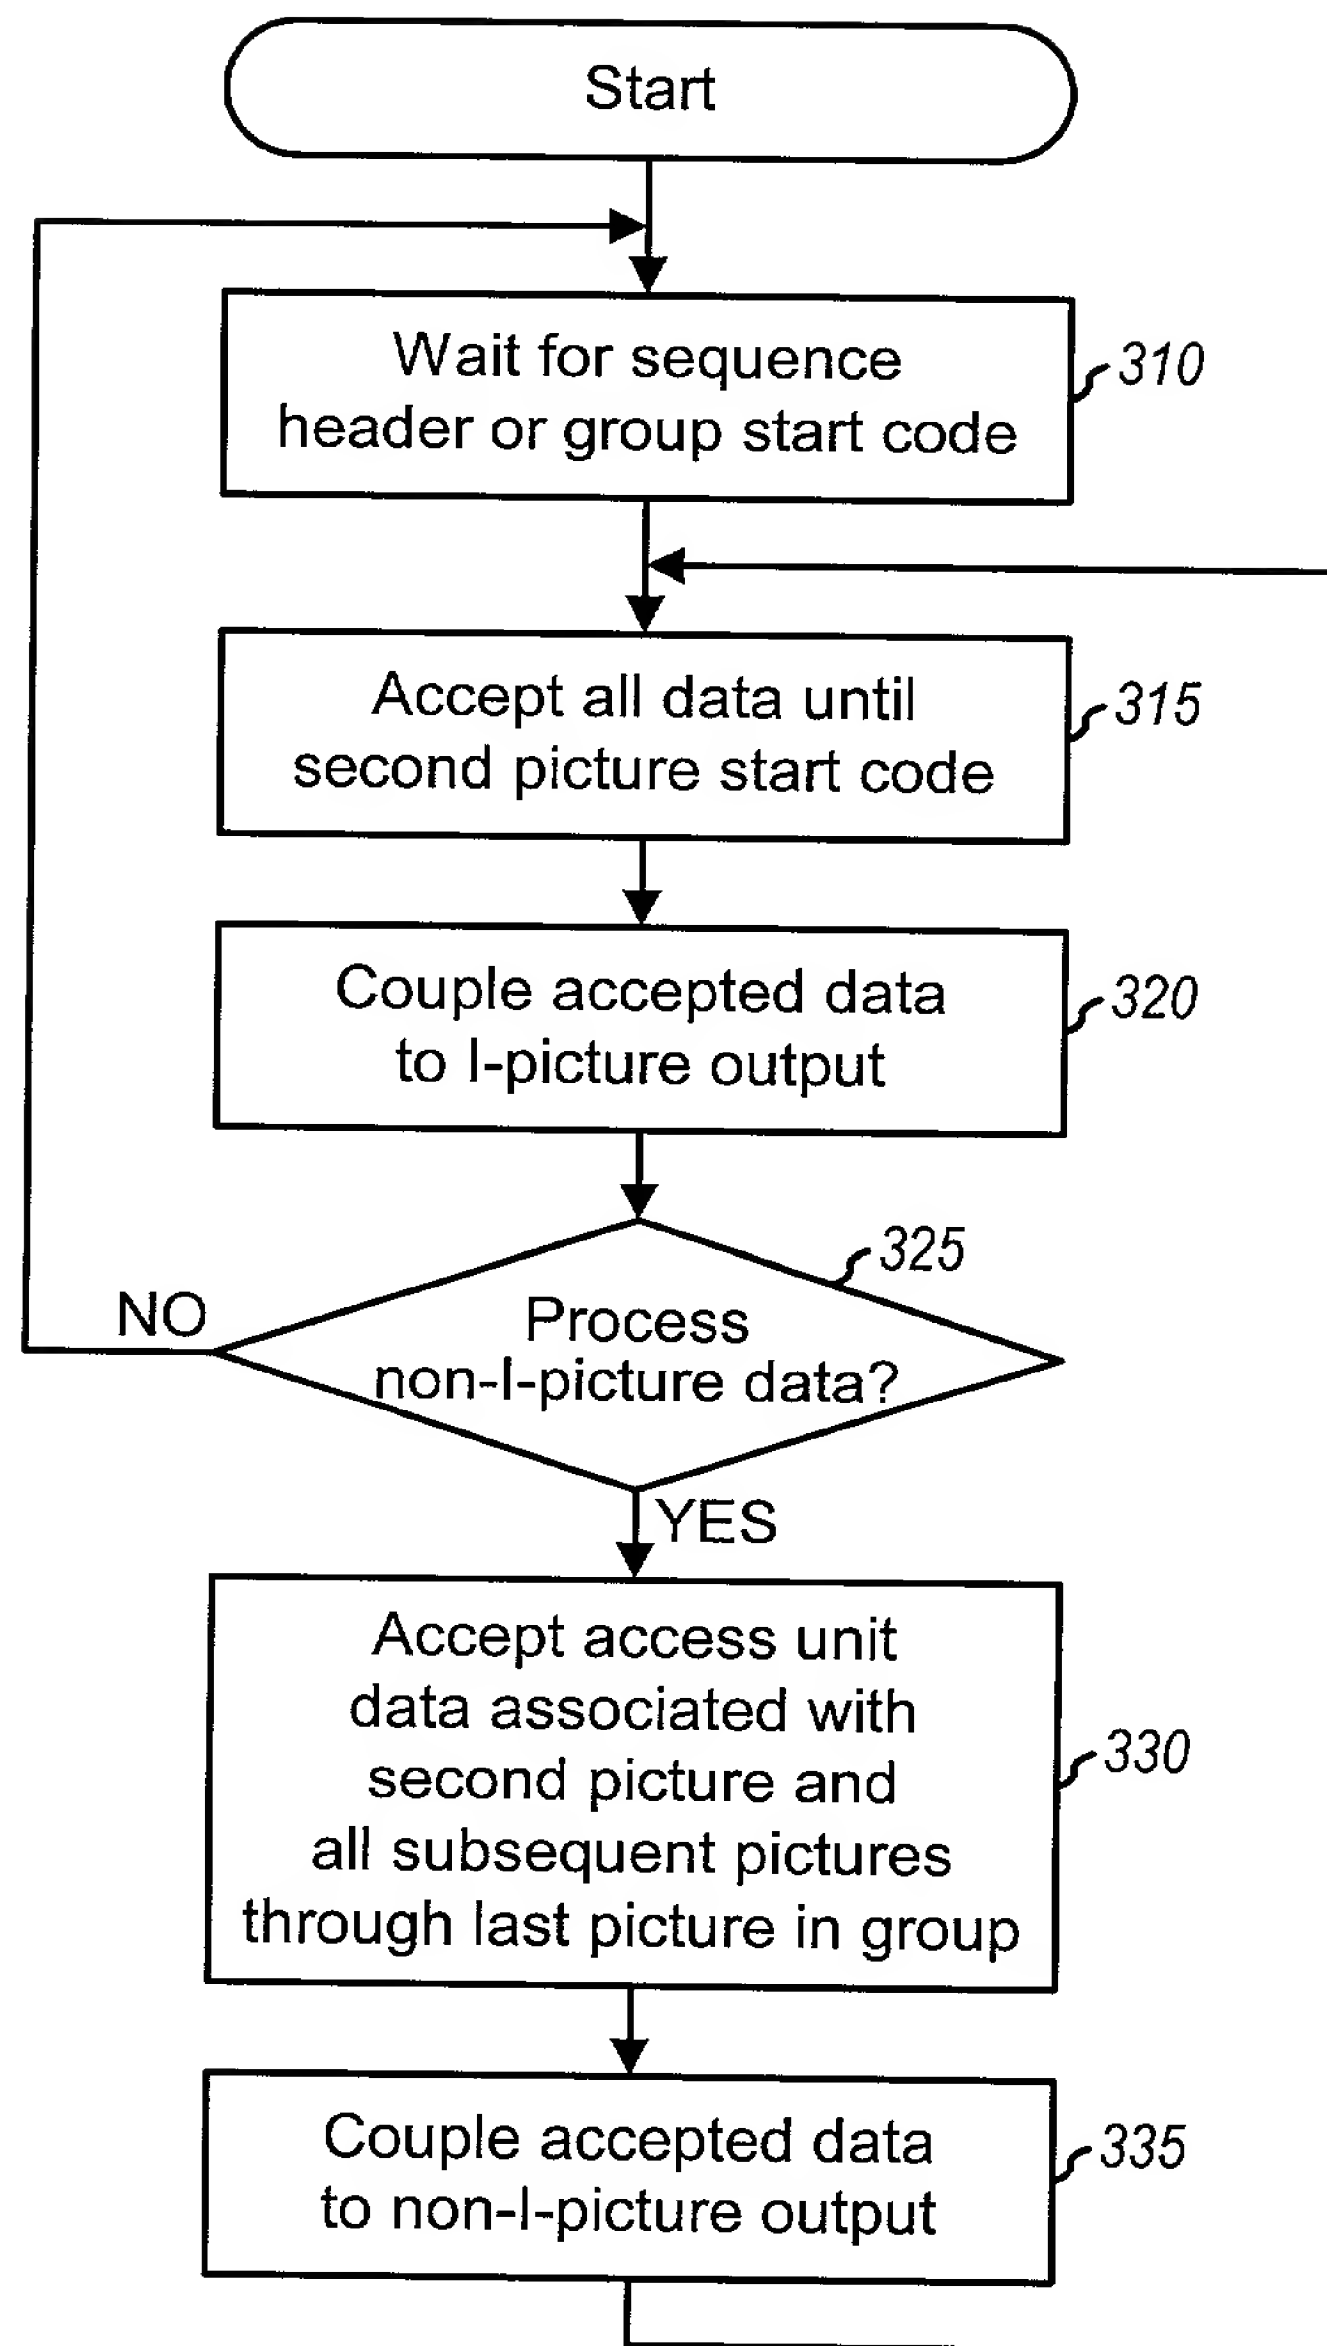 Start
Wait for sequence
header or group start code
310
Accept all data until
second picture start code
315
Couple accepted data
to I-picture output
320
325
Process
non-I-picture data?
NO
YES
Accept access unit
data associated with
second picture and
all subsequent pictures
through last picture in group
330
Couple accepted data
to non-I-picture output
335